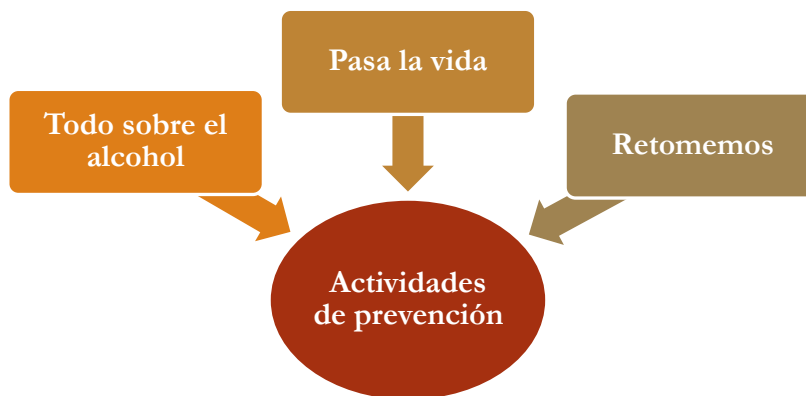 Pasa la vida
Todo sobre el
alcohol
Retomemos
Actividades
de prevención